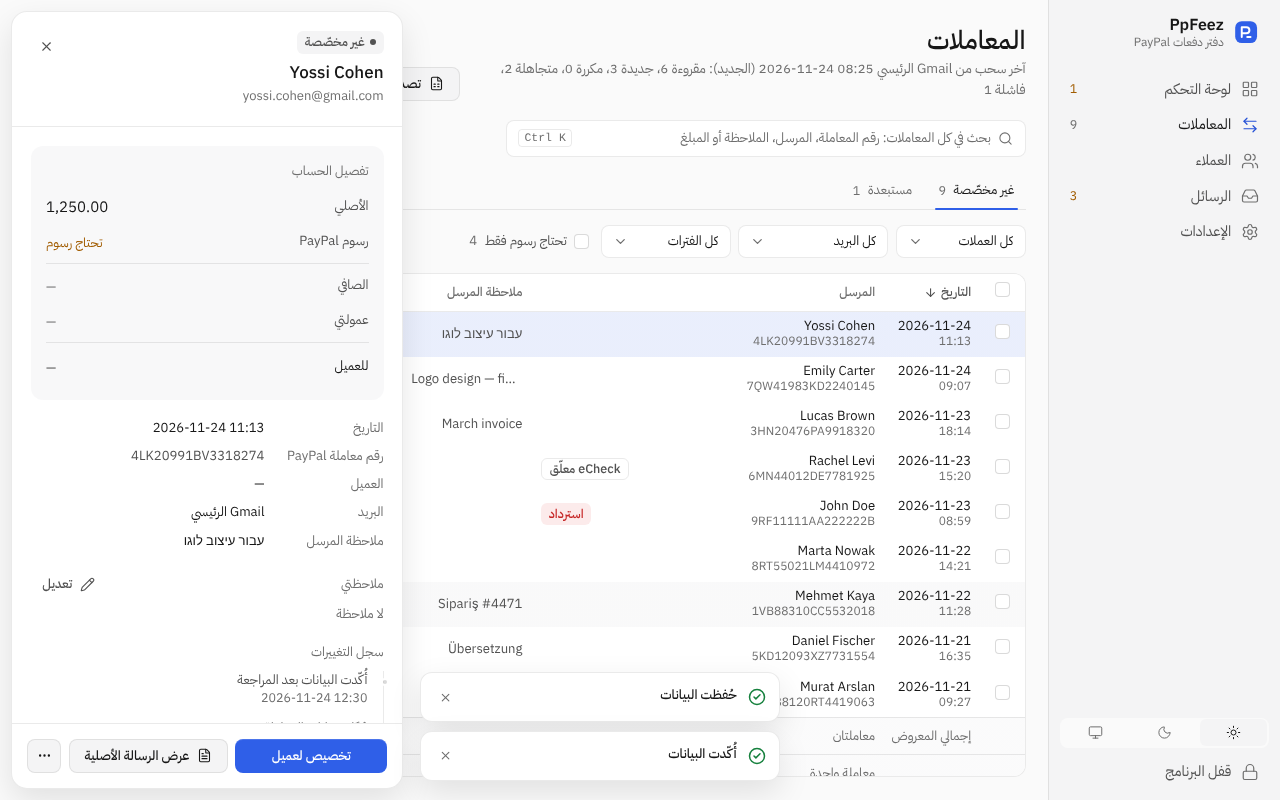 PpFeez
دفتر دفعات PayPal
لوحة التحكم 1
المعاملات 9
العملاء
الرسائل 3
الإعدادات
قفل البرنامج
المعاملات
آخر سحب من Gmail الرئيسي 2026-11-24 08:25 (الجديد): مقروءة 6، جديدة 3، مكررة 0، متجاهلة 2،
فاشلة 1
بحث في كل المعاملات: رقم المعاملة، المرسل، الملاحظة أو المبلغ Ctrl K
غير مخصّصة 9 مستبعدة 1
كل العملات كل البريد كل الفترات تحتاج رسوم فقط 4
التاريخ ↓ المرسل ملاحظة المرسل
2026-11-24 Yossi Cohen עבור עיצוב לוגו
11:13 4LK20991BV3318274
2026-11-24 Emily Carter Logo design — fi...
09:07 7QW41983KD2240145
2026-11-23 Lucas Brown March invoice
18:14 3HN20476PA9918320
2026-11-23 Rachel Levi eCheck معلّق
15:20 6MN44012DE7781925
2026-11-23 John Doe استرداد
08:59 9RF11111AA222222B
2026-11-22 Marta Nowak
14:21 8RT55021LM4410972
2026-11-22 Mehmet Kaya Sipariş #4471
11:28 1VB88310CC5532018
2026-11-21 Daniel Fischer Übersetzung
16:35 5KD12093XZ7731554
2026-11-21 Murat Arslan
09:27 8120RT4419063
إجمالي المعروض معاملتان
معاملة واحدة
حُفظت البيانات
أُكّدت البيانات
غير مخصّصة
Yossi Cohen
yossi.cohen@gmail.com
تفصيل الحساب
الأصلي 1,250.00
رسوم PayPal تحتاج رسوم
الصافي —
عمولتي —
للعميل —
التاريخ 2026-11-24 11:13
رقم معاملة PayPal 4LK20991BV3318274
العميل —
البريد Gmail الرئيسي
ملاحظة المرسل עבור עיצוב לוגו
ملاحظتي تعديل
لا ملاحظة
سجل التغييرات
أُكّدت البيانات بعد المراجعة
2026-11-24 12:30
تخصيص لعميل عرض الرسالة الأصلية